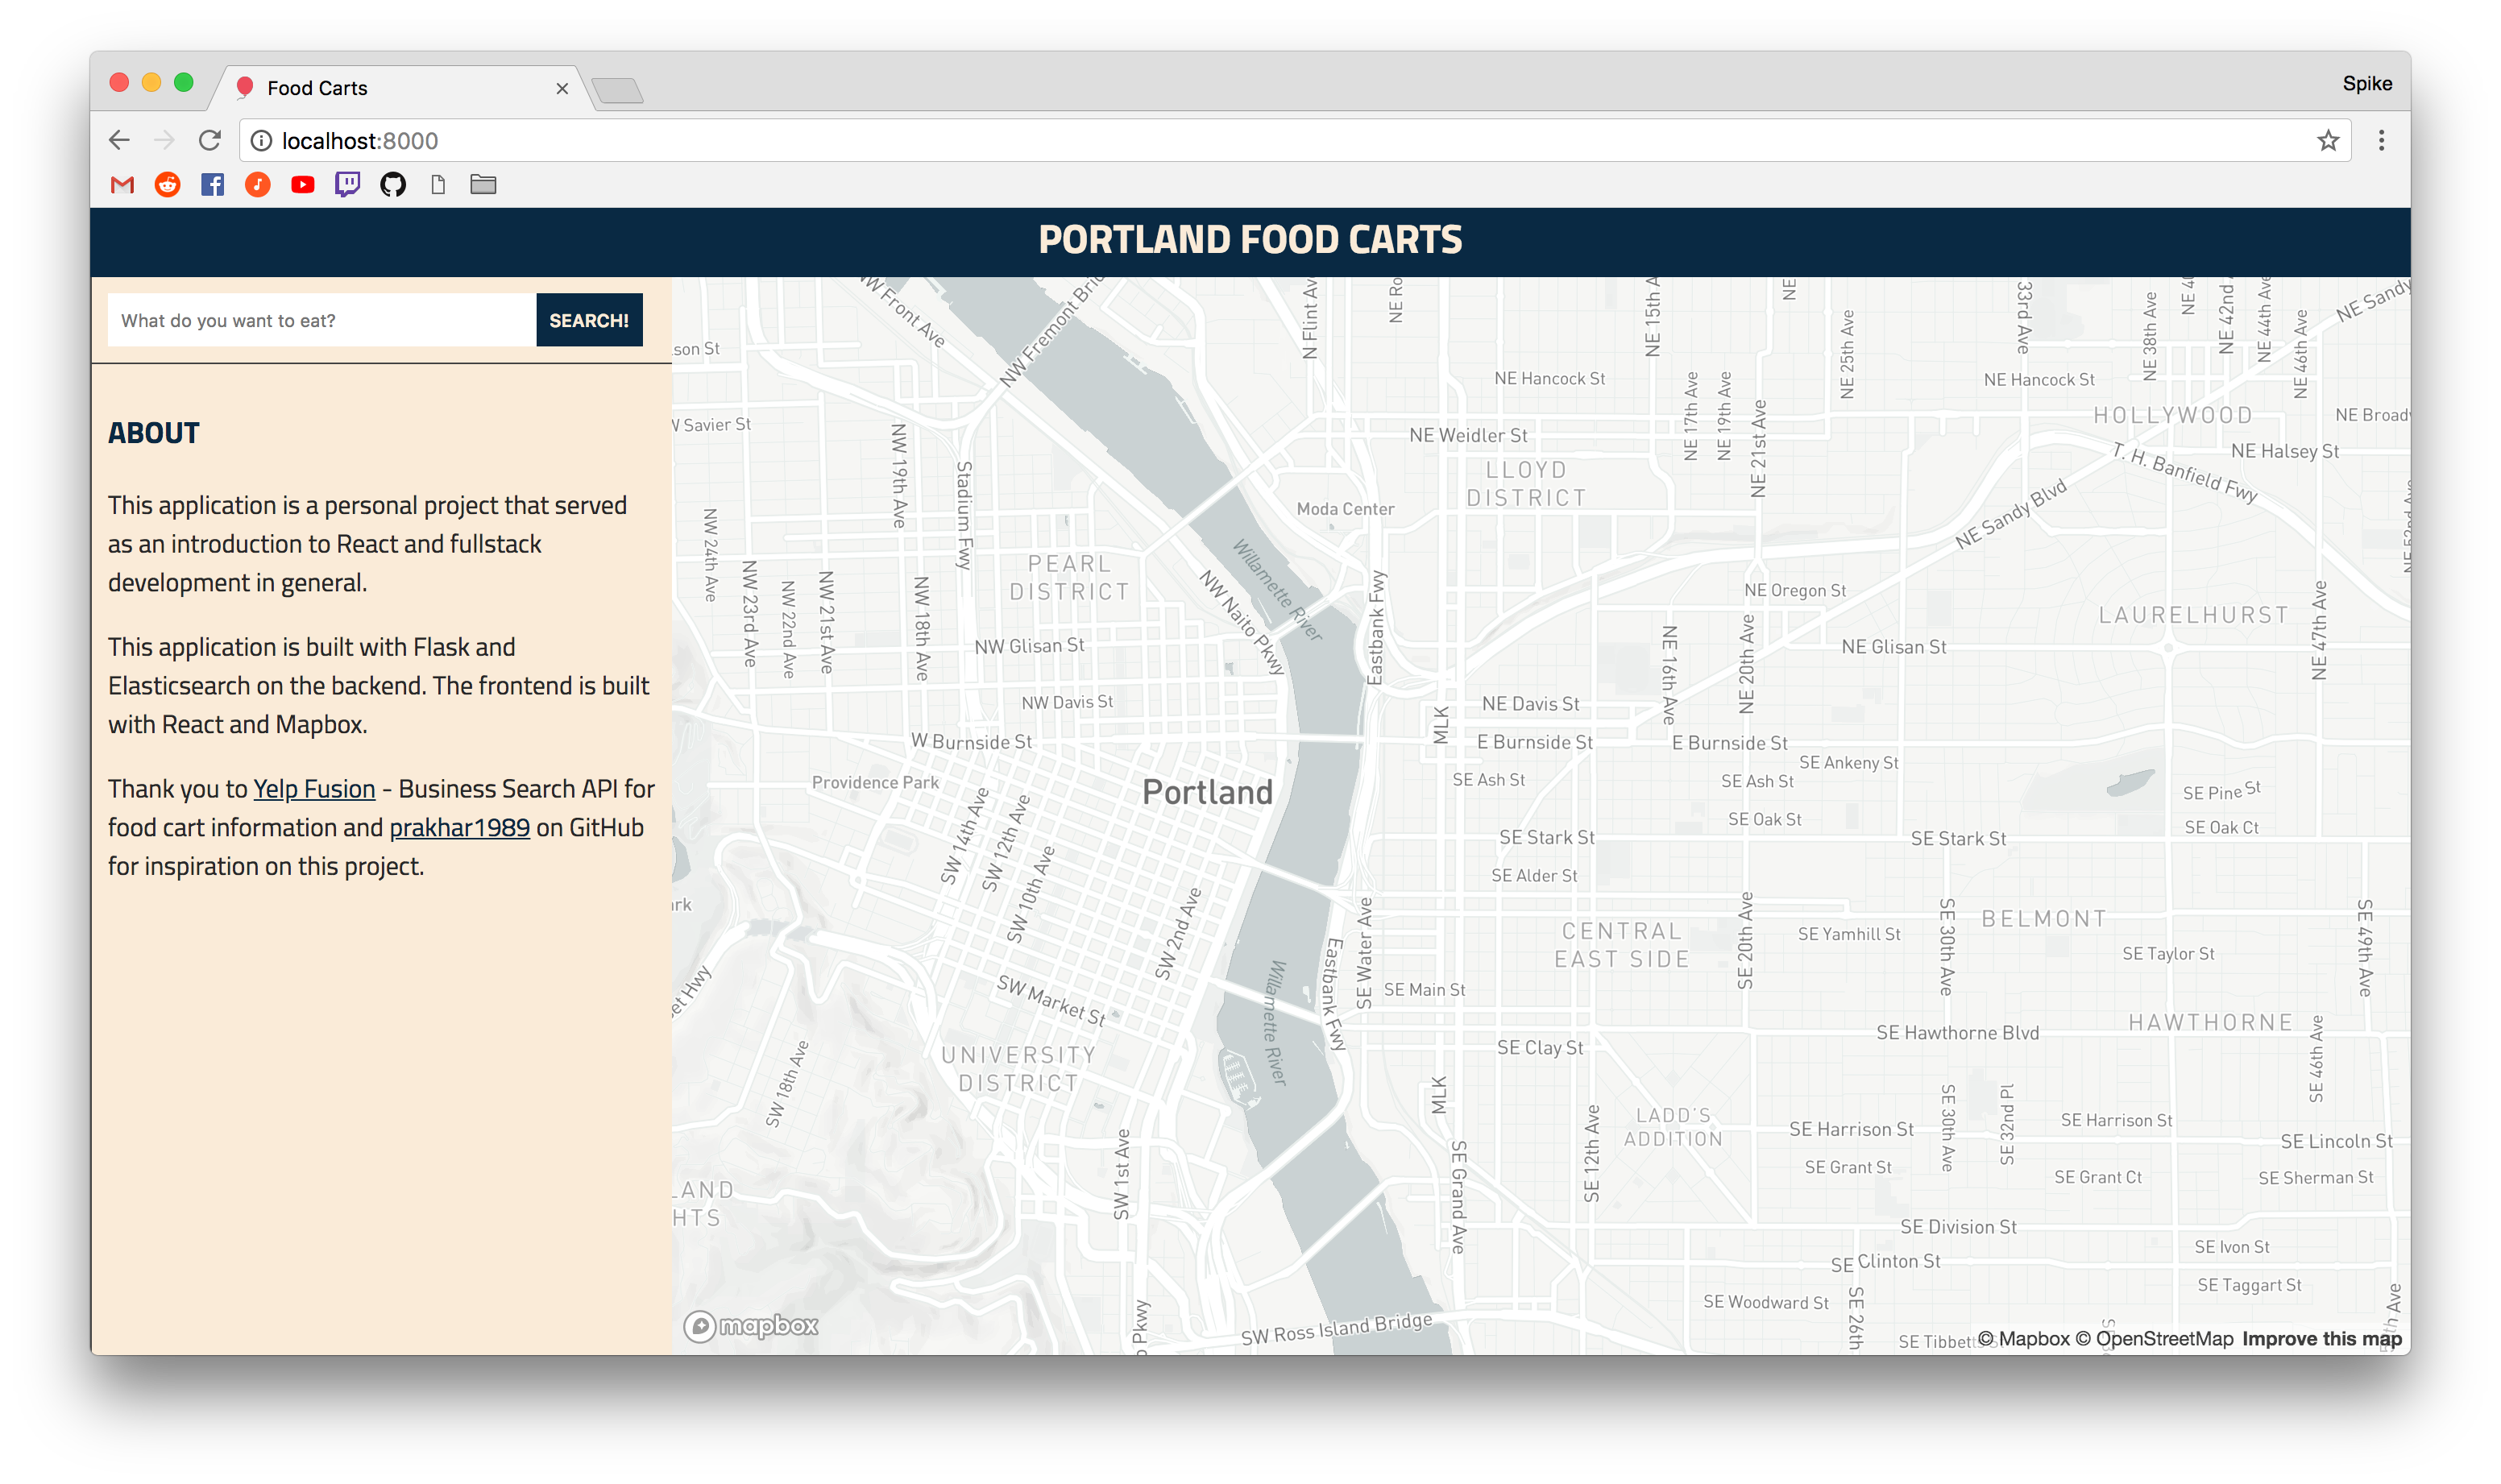 Food Carts
Spike
localhost:8000
PORTLAND FOOD CARTS
What do you want to eat?
SEARCH!
ABOUT
This application is a personal project that served
as an introduction to React and fullstack
development in general.
This application is built with Flask and
Elasticsearch on the backend. The frontend is built
with React and Mapbox.
Thank you to Yelp Fusion - Business Search API for
food cart information and prakhar1989 on GitHub
for inspiration on this project.
NW Front Ave
NW Fremont
N Flint Av
NE Ro
NE 15th A
NE
33rd Ave
NE 38th Ave
NE 42nd
NE 44th Ave
NE 46th Ave
NE Sandy
NE 25th Ave
son St
NE Hancock St
NE Hancock St
NE 17th Ave
NE 19th Ave
NE 21st Ave
HOLLYWOOD
NE Broad
W Savier St
NE Weidler St
NE Halsey St
T. H. Banfield Fwy
NW 19th Ave
Stadium Fwy
LLOYD
DISTRICT
Moda Center
NE Sandy Blvd
NW 24th Ave
NW 23rd Ave
NW 22nd Ave
NW 21st Ave
NW 18th Ave
PEARL
DISTRICT
Willamette River
NW Naito Pkwy
Eastbank Fwy
NE Oregon St
LAURELHURST
NE 47th Ave
NW Glisan St
NE 16th Ave
NE 20th Ave
NE Glisan St
NW Davis St
NE Davis St
MLK
W Burnside St
E Burnside St
E Burnside St
SE Ankeny St
Providence Park
Portland
SE Ash St
SE Ash St
SE Pine St
SW 14th Ave
SW 12th Ave
SW 10th Ave
SE Oak St
SE Oak Ct
SE Stark St
SE Stark St
SE Alder St
ark
SW 2nd Ave
SE Water Ave
SE 20th Ave
SE 30th Ave
SE 49th Ave
CENTRAL
EAST SIDE
SE Yamhill St
BELMONT
SE Taylor St
et Hwy
SW Market St
Willamette River
Eastbank Fwy
SE Main St
SE Hawthorne Blvd
HAWTHORNE
SE 46th Ave
UNIVERSITY
DISTRICT
SE Clay St
SW 18th Ave
MLK
SE 12th Ave
LADD'S
ADDITION
SE 30th Ave
SE 32nd Pl
SE Harrison St
SE Harrison St
SE Lincoln St
SW 1st Ave
SE Grand Ave
SE Grant St
SE Grant Ct
SE Sherman St
LAND
HTS
SE Division St
SE Ivon St
SE Clinton St
SE Taggart St
SE Woodward St
SE 26th
th Ave
Pkwy
SW Ross Island Bridge
mapbox
SE Tibbetts
© Mapbox © OpenStreetMap Improve this map